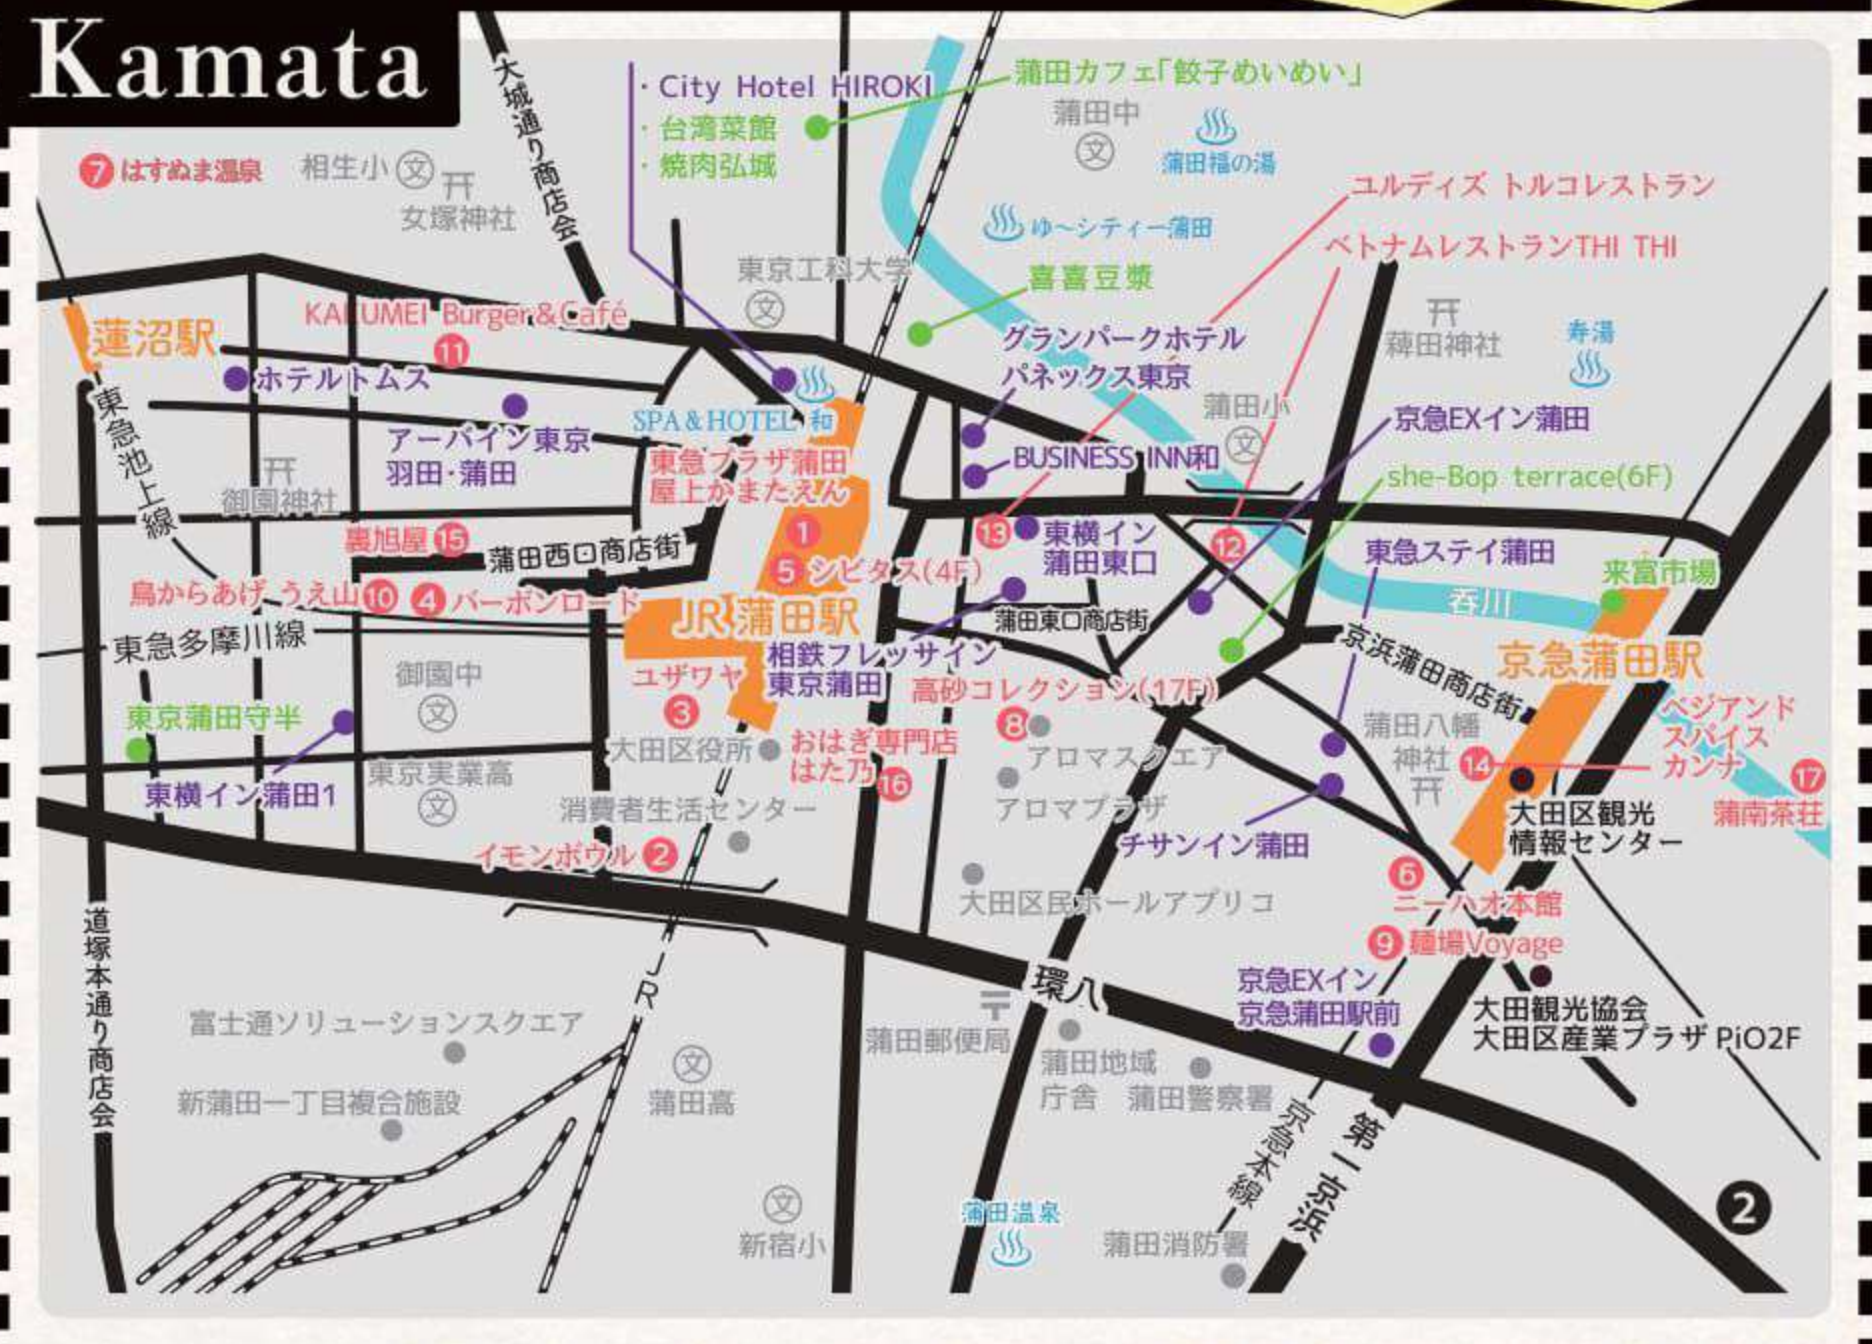 Kamata
大城通り商店会
・City Hotel HIROKI
・台湾菜館
・焼肉弘城
蒲田カフェ「餃子めいめい」
蒲田中
文
蒲田福の湯
7 はすぬま温泉
相生小 文
女塚神社
ユルディズ トルコレストラン
ゆ〜シティー蒲田
ベトナムレストランTHI THI
東京工科大学
文
喜喜豆漿
蓮沼駅
KAKUMEI Burger&Café
11
グランパークホテル
パネックス東京
稗田神社
寿湯
ホテルトムス
東急池上線
SPA&HOTEL 和
蒲田小
文
京急EXイン蒲田
アーバイン東京
羽田・蒲田
東急プラザ蒲田
屋上かまたえん
1
BUSINESS INN和
she-Bop terrace(6F)
御園神社
裏旭屋 15
蒲田西口商店街
13
東横イン
蒲田東口
12
東急ステイ蒲田
5 シビタス(4F)
来富市場
鳥からあげ うえ山 10
4 バーボンロード
JR 蒲田駅
蒲田東口商店街
呑川
東急多摩川線
京浜蒲田商店街
京急蒲田駅
相鉄フレッサイン
東京蒲田
御園中
文
ユザワヤ
3
高砂コレクション(17F)
8
東京蒲田守半
大田区役所
おはぎ専門店
はた乃 16
アロマスクエア
蒲田八幡
神社
14
ベジアンド
スパイス
カンナ
17
蒲南茶荘
東横イン蒲田1
東京実業高
文
消費者生活センター
アロマプラザ
大田区観光
情報センター
チサンイン蒲田
イモンボウル 2
6
ニーハオ本館
大田区民ホールアプリコ
9 麺場Voyage
道塚本通り商店会
JR
環八
京急EXイン
京急蒲田駅前
大田観光協会
大田区産業プラザ PiO2F
富士通ソリューションスクエア
蒲田郵便局
蒲田地域
庁舎
蒲田警察署
新蒲田一丁目複合施設
文
蒲田高
京急本線
第一京浜
文
新宿小
蒲田温泉
蒲田消防署
2